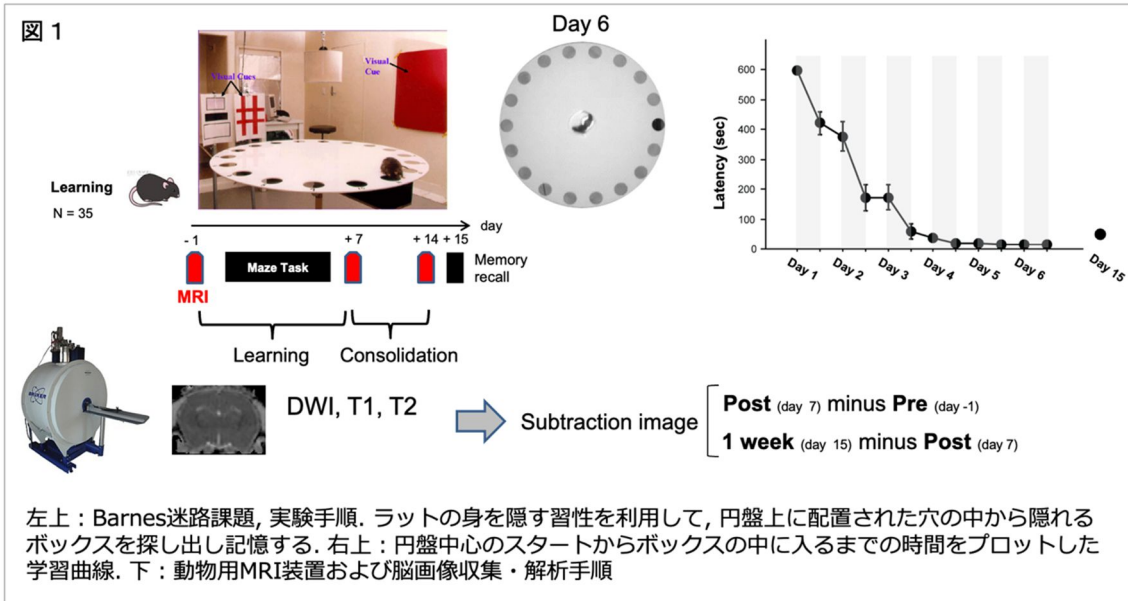 図 1
Visual Cues
Visual Cue
Day 6
Learning
N = 35
day
- 1
+ 7
+ 14
+ 15
Maze Task
Memory recall
MRI
Learning
Consolidation
Latency (sec)
600
500
400
300
200
100
0
Day 1
Day 2
Day 3
Day 4
Day 5
Day 6
Day 15
BRUKER
DWI, T1, T2
Subtraction image
Post (day 7) minus Pre (day -1)
1 week (day 15) minus Post (day 7)
左上：Barnes迷路課題, 実験手順. ラットの身を隠す習性を利用して, 円盤上に配置された穴の中から隠れる
ボックスを探し出し記憶する. 右上：円盤中心のスタートからボックスの中に入るまでの時間をプロットした
学習曲線. 下：動物用MRI装置および脳画像収集・解析手順